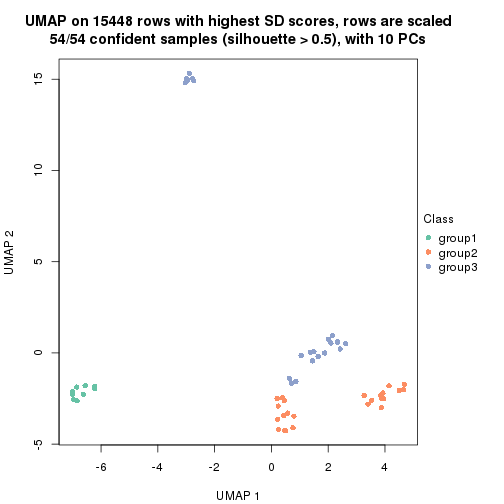 UMAP on 15448 rows with highest SD scores, rows are scaled
54/54 confident samples (silhouette > 0.5), with 10 PCs
15
10
5
0
-5
UMAP 2
-6
-4
-2
0
2
4
UMAP 1
Class
group1
group2
group3